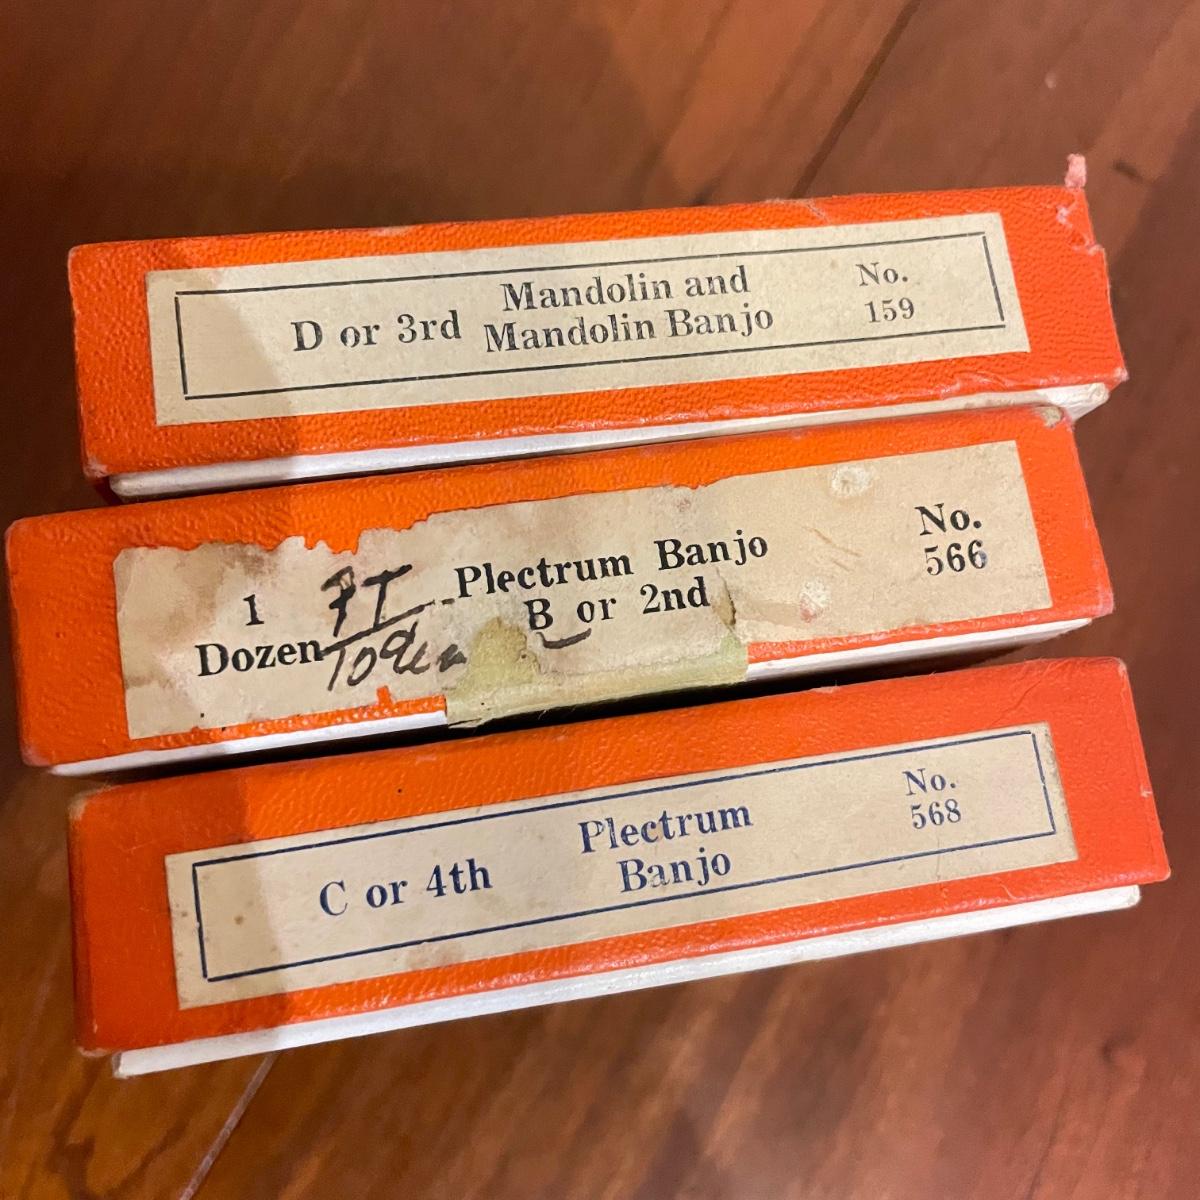 D or 3rd
Mandolin and
Mandolin Banjo
No.
159
1
Dozen
Plectrum Banjo
B or 2nd
No.
566
C or 4th
Plectrum
Banjo
No.
568